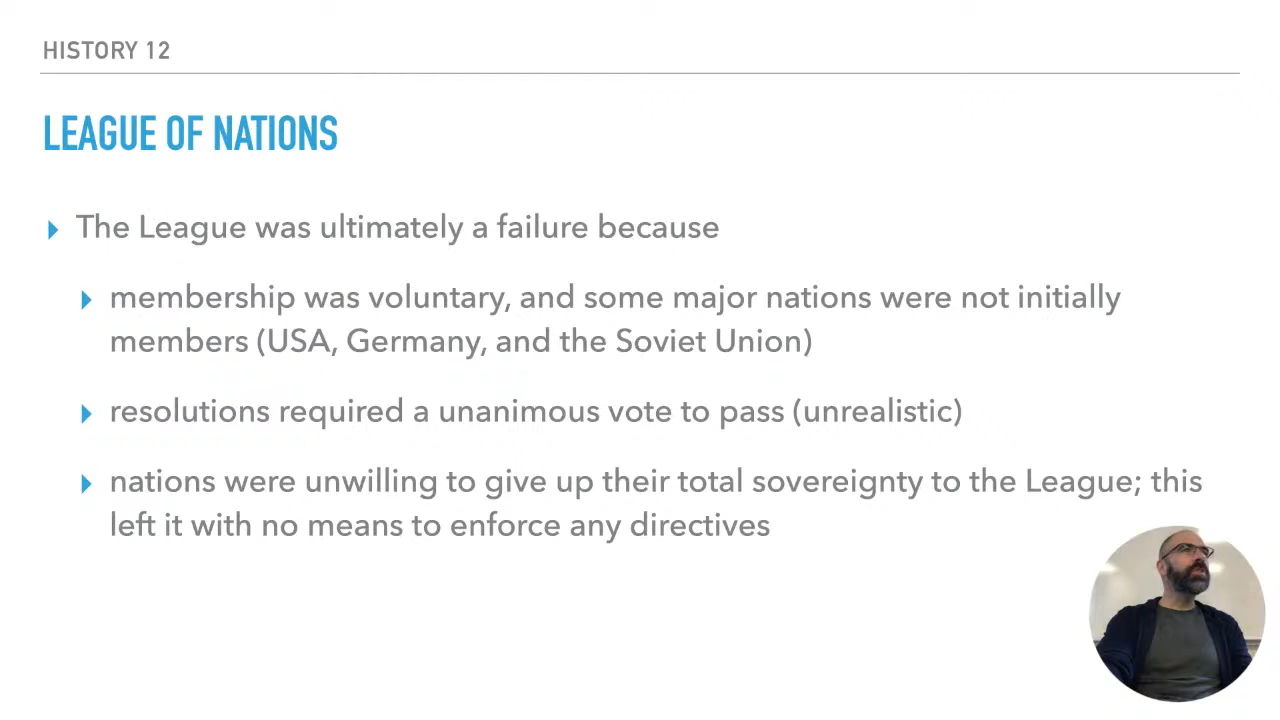 HISTORY 12
LEAGUE OF NATIONS
The League was ultimately a failure because
membership was voluntary, and some major nations were not initially
members (USA, Germany, and the Soviet Union)
resolutions required a unanimous vote to pass (unrealistic)
nations were unwilling to give up their total sovereignty to the League; this
left it with no means to enforce any directives